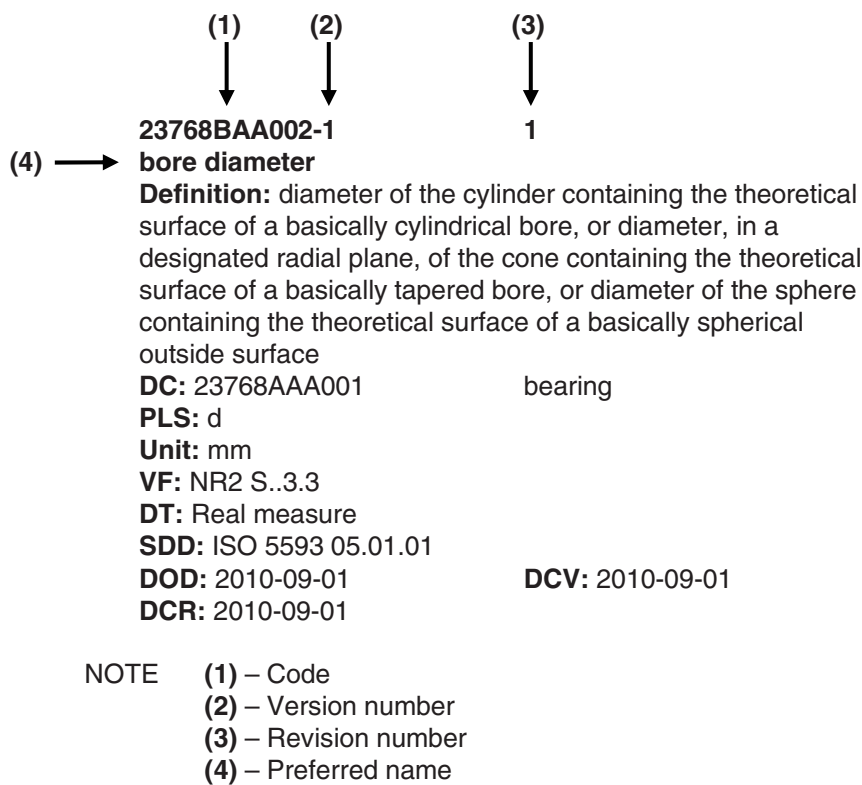 (1) (2) (3)
23768BAA002-1 1
(4) bore diameter
Definition: diameter of the cylinder containing the theoretical
surface of a basically cylindrical bore, or diameter, in a
designated radial plane, of the cone containing the theoretical
surface of a basically tapered bore, or diameter of the sphere
containing the theoretical surface of a basically spherical
outside surface
DC: 23768AAA001 bearing
PLS: d
Unit: mm
VF: NR2 S..3.3
DT: Real measure
SDD: ISO 5593 05.01.01
DOD: 2010-09-01 DCV: 2010-09-01
DCR: 2010-09-01
NOTE (1) – Code
(2) – Version number
(3) – Revision number
(4) – Preferred name